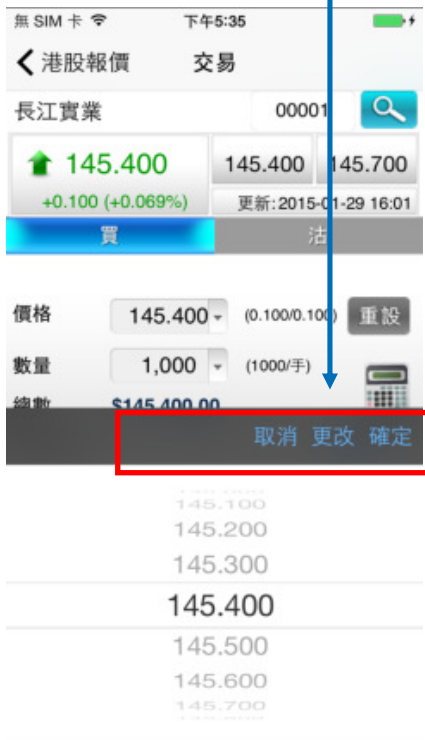 無 SIM 卡 下午5:35
港股報價 交易
長江實業 00001
145.400 145.400 145.700
+0.100 (+0.069%) 更新:2015-01-29 16:01
買 沽
價格 145.400 (0.100/0.100) 重設
數量 1,000 (1000/手)
總數 $145,400.00
取消 更改 確定
145.100
145.200
145.300
145.400
145.500
145.600
145.700